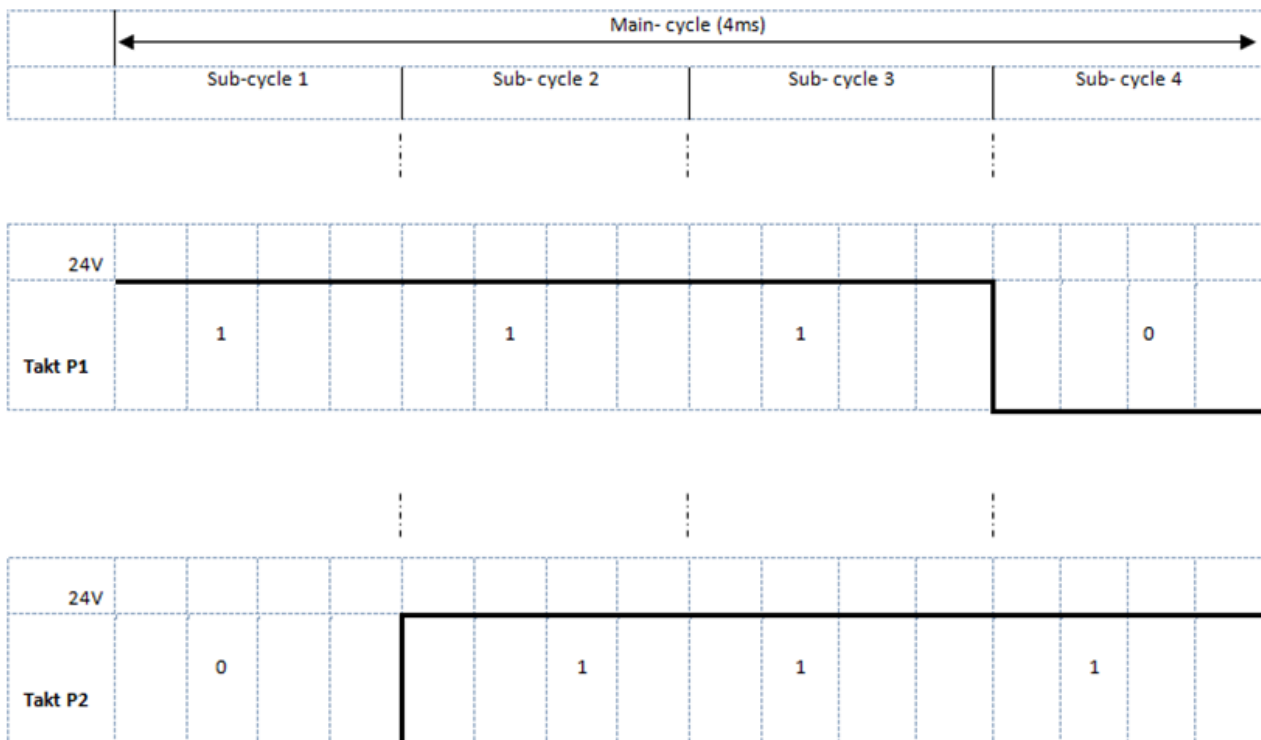 Main- cycle (4ms)
Sub-cycle 1 Sub- cycle 2 Sub- cycle 3 Sub- cycle 4
24V
1 1 1 0
Takt P1
24V
0 1 1 1
Takt P2